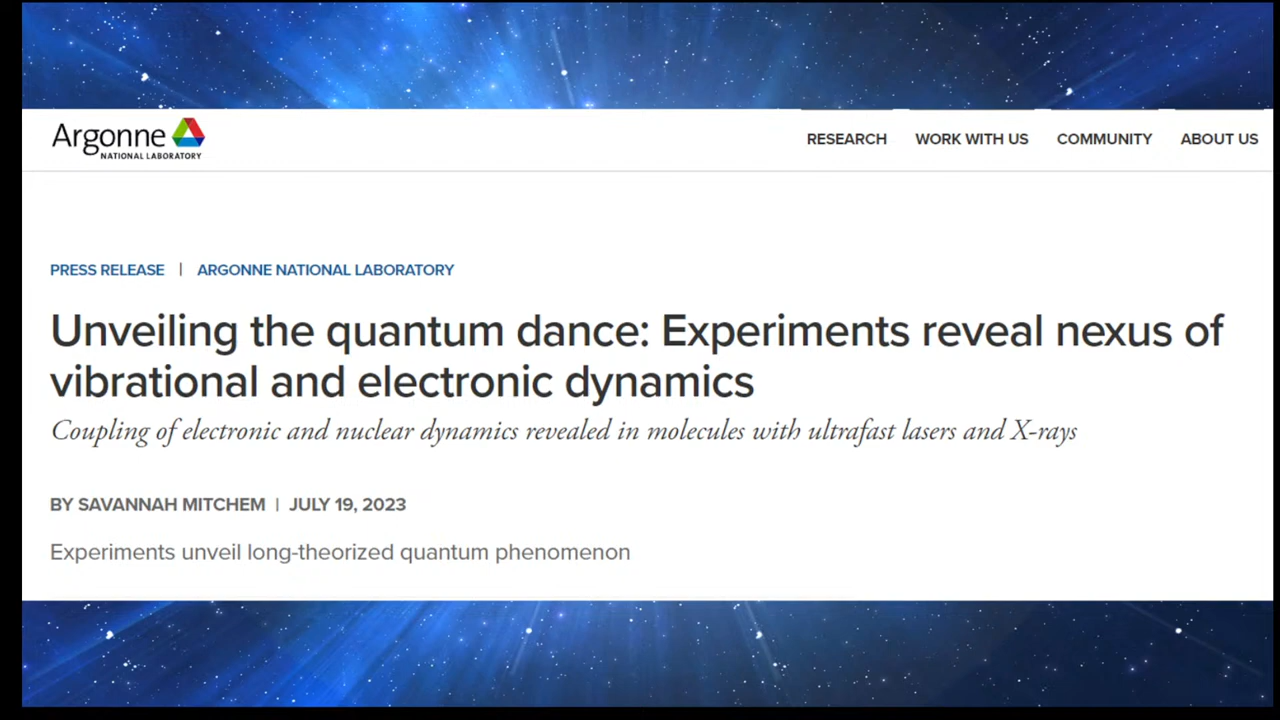 Argonne
NATIONAL LABORATORY
RESEARCH WORK WITH US COMMUNITY ABOUT US
PRESS RELEASE | ARGONNE NATIONAL LABORATORY
Unveiling the quantum dance: Experiments reveal nexus of
vibrational and electronic dynamics
Coupling of electronic and nuclear dynamics revealed in molecules with ultrafast lasers and X-rays
BY SAVANNAH MITCHEM | JULY 19, 2023
Experiments unveil long-theorized quantum phenomenon